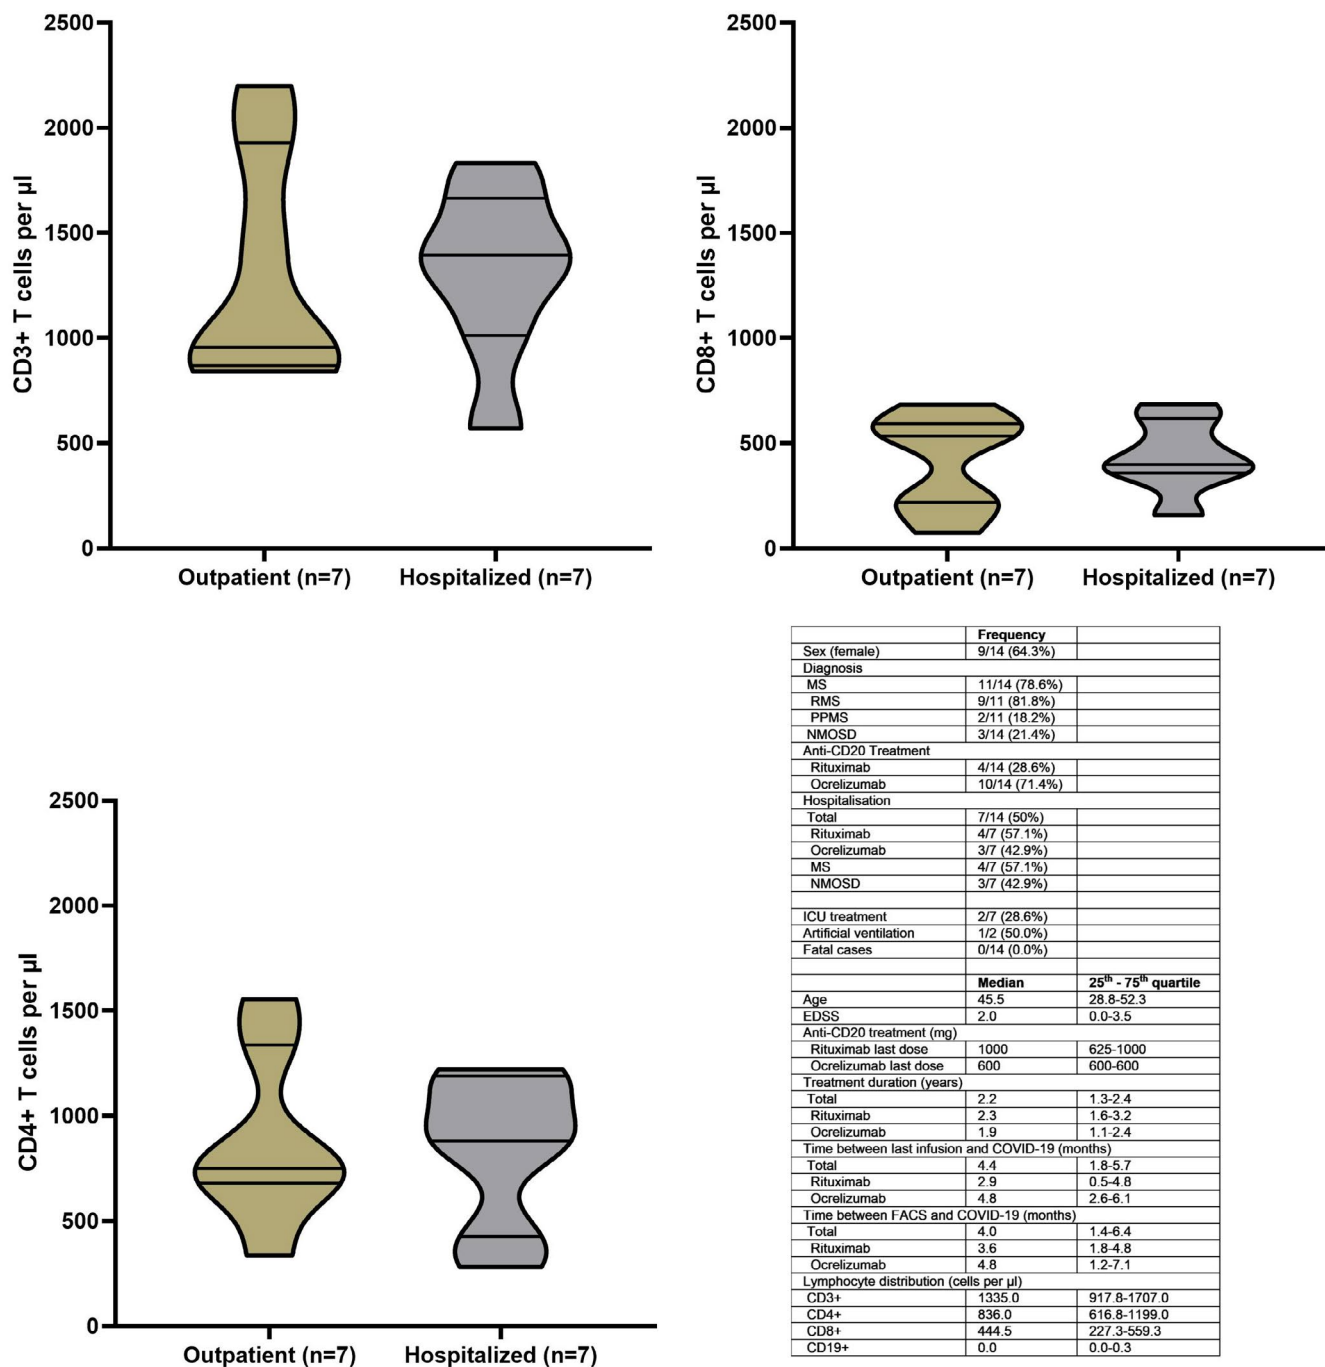 2500
2000
1500
1000
500
0
CD3+ T cells per µl
Outpatient (n=7)
Hospitalized (n=7)
2500
2000
1500
1000
500
0
CD8+ T cells per µl
Outpatient (n=7)
Hospitalized (n=7)
2500
2000
1500
1000
500
0
CD4+ T cells per µl
Outpatient (n=7)
Hospitalized (n=7)
Frequency
Sex (female) 9/14 (64.3%)
Diagnosis
MS 11/14 (78.6%)
RMS 9/11 (81.8%)
PPMS 2/11 (18.2%)
NMOSD 3/14 (21.4%)
Anti-CD20 Treatment
Rituximab 4/14 (28.6%)
Ocrelizumab 10/14 (71.4%)
Hospitalisation
Total 7/14 (50%)
Rituximab 4/7 (57.1%)
Ocrelizumab 3/7 (42.9%)
MS 4/7 (57.1%)
NMOSD 3/7 (42.9%)
ICU treatment 2/7 (28.6%)
Artificial ventilation 1/2 (50.0%)
Fatal cases 0/14 (0.0%)
Median 25th - 75th quartile
Age 45.5 28.8-52.3
EDSS 2.0 0.0-3.5
Anti-CD20 treatment (mg)
Rituximab last dose 1000 625-1000
Ocrelizumab last dose 600 600-600
Treatment duration (years)
Total 2.2 1.3-2.4
Rituximab 2.3 1.6-3.2
Ocrelizumab 1.9 1.1-2.4
Time between last infusion and COVID-19 (months)
Total 4.4 1.8-5.7
Rituximab 2.9 0.5-4.8
Ocrelizumab 4.8 2.6-6.1
Time between FACS and COVID-19 (months)
Total 4.0 1.4-6.4
Rituximab 3.6 1.8-4.8
Ocrelizumab 4.8 1.2-7.1
Lymphocyte distribution (cells per µl)
CD3+ 1335.0 917.8-1707.0
CD4+ 836.0 616.8-1199.0
CD8+ 444.5 227.3-559.3
CD19+ 0.0 0.0-0.3